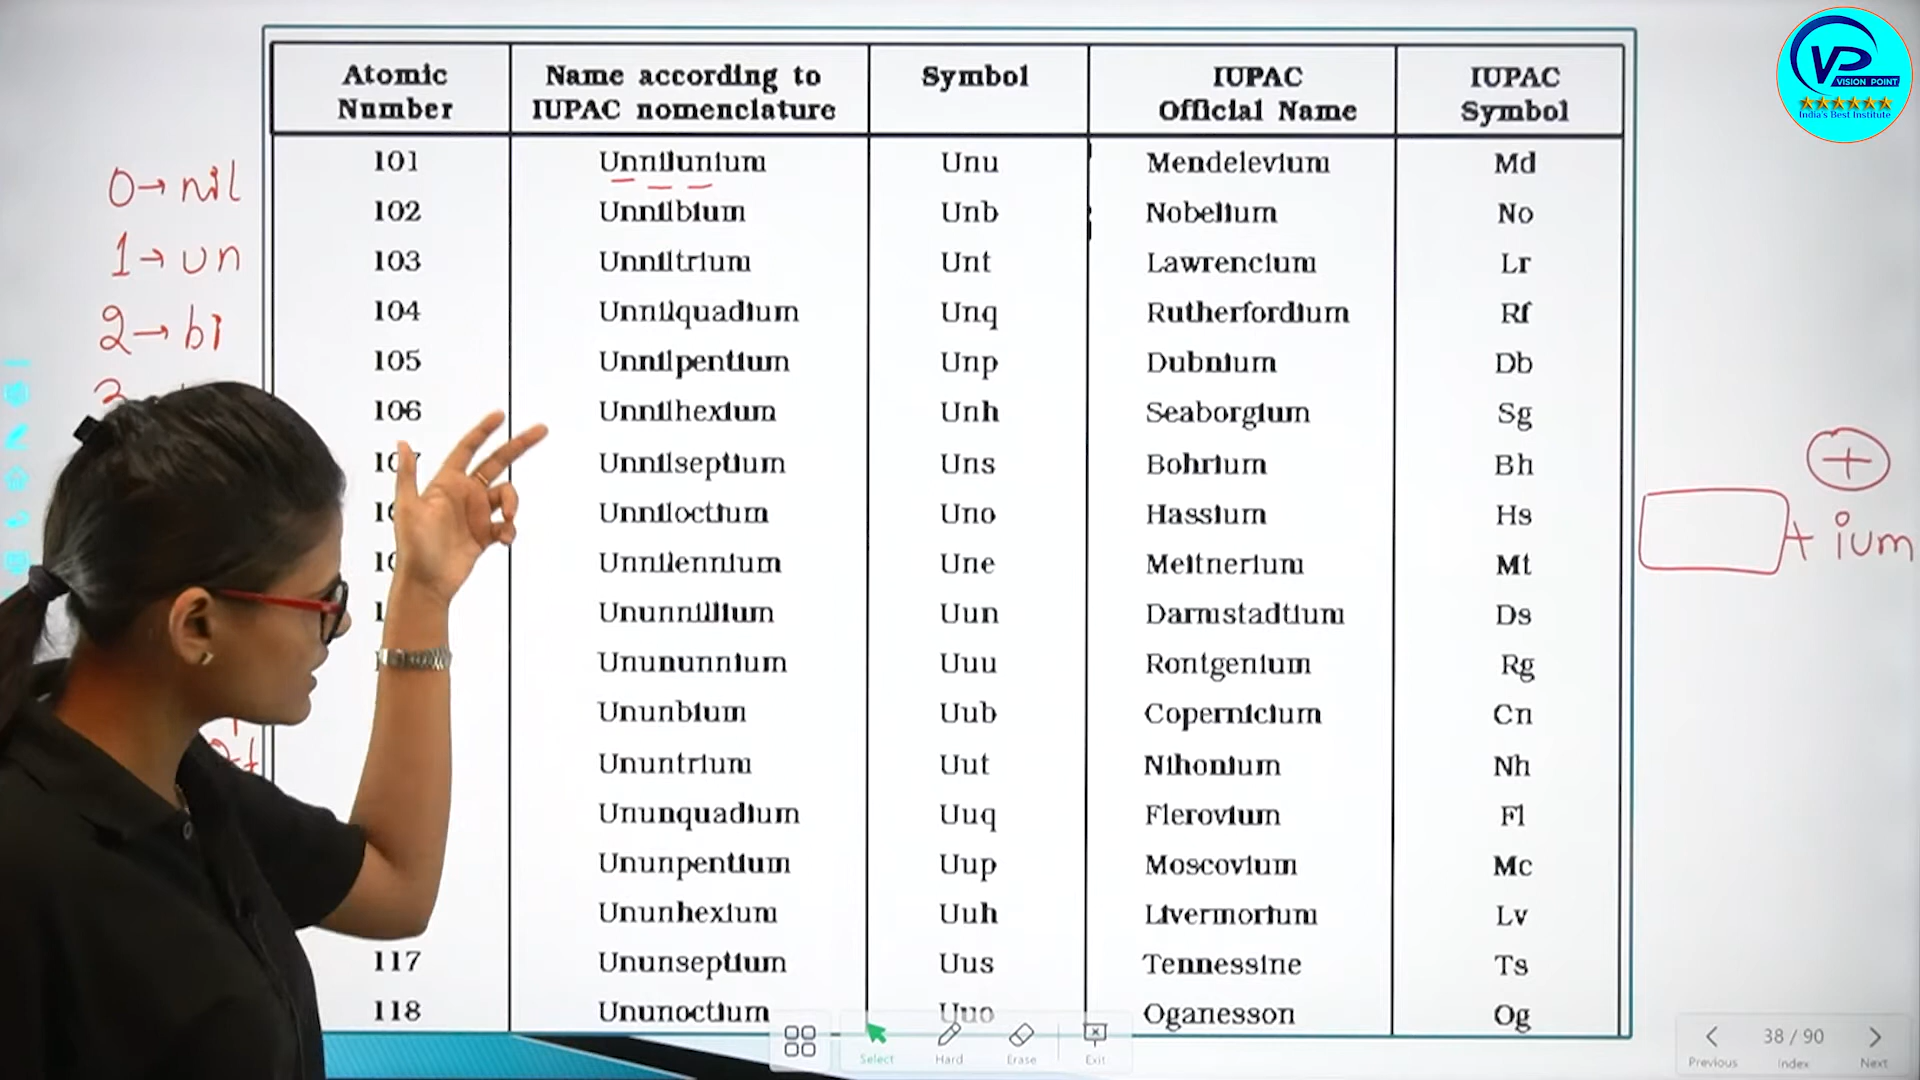 Atomic Number | Name according to IUPAC nomenclature | Symbol | IUPAC Official Name | IUPAC Symbol
101 Unnilunium Unu Mendelevium Md
102 Unnilbium Unb Nobelium No
103 Unniltrium Unt Lawrencium Lr
104 Unnilquadium Unq Rutherfordium Rf
105 Unnilpentium Unp Dubnium Db
106 Unnilhexium Unh Seaborgium Sg
Unnilseptium Uns Bohrium Bh
Unniloctium Uno Hassium Hs
Unnilennium Une Meitnerium Mt
Ununnillium Uun Darmstadtium Ds
Unununnium Uuu Rontgenium Rg
Ununbium Uub Copernicium Cn
Ununtrium Uut Nihonium Nh
Ununquadium Uuq Flerovium Fl
Ununpentium Uup Moscovium Mc
Ununhexium Uuh Livermorium Lv
117 Ununseptium Uus Tennessine Ts
118 Ununoctium Uuo Oganesson Og
0→ nil
1→ un
2→ bi
3
+
+ ium
VP
VISION POINT
India's Best Institute
Select Hard Erase Exit
38 / 90
Previous Index Next